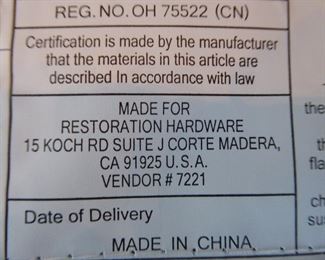 REG. NO. OH 75522 (CN)
Certification is made by the manufacturer
that the materials in this article are
described In accordance with law
MADE FOR
RESTORATION HARDWARE
15 KOCH RD SUITE J CORTE MADERA,
CA 91925 U.S.A.
VENDOR # 7221
Date of Delivery
MADE IN CHINA
the